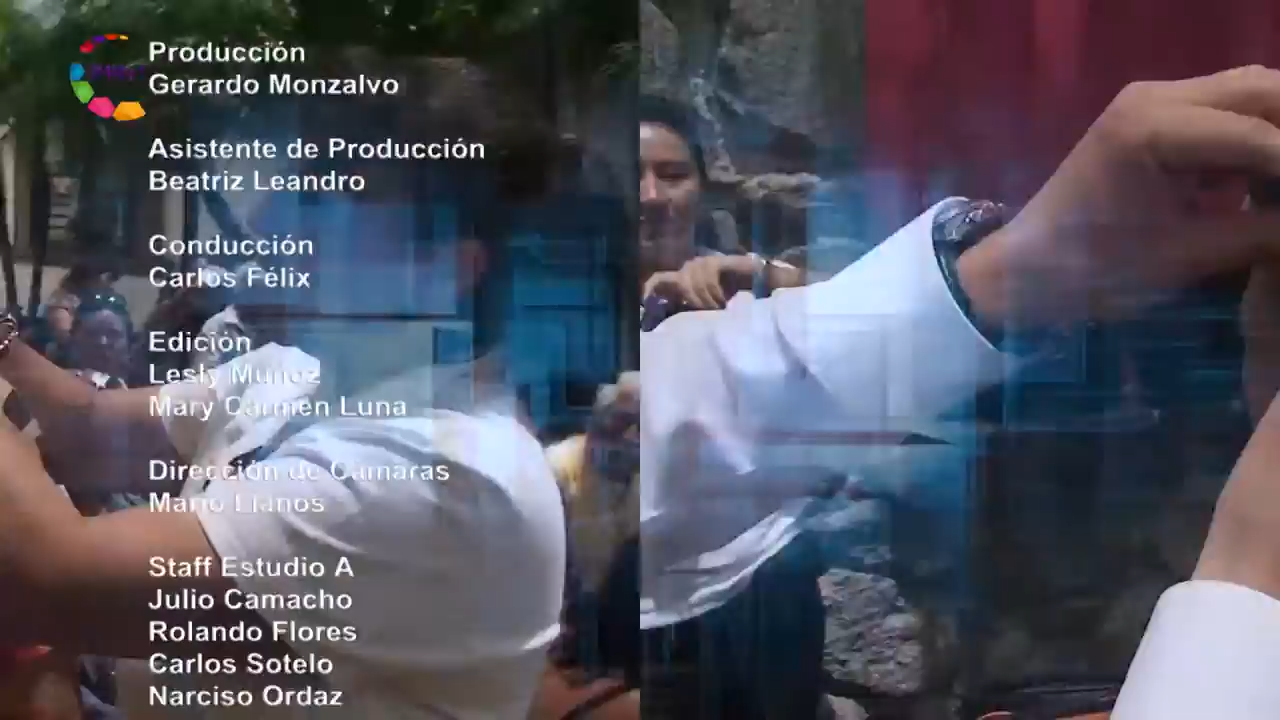 Producción
Gerardo Monzalvo
Asistente de Producción
Beatriz Leandro
Conducción
Carlos Félix
Edición
Lesly Muñoz
Mary Carmen Luna
Dirección de Cámaras
Mario Llanos
Staff Estudio A
Julio Camacho
Rolando Flores
Carlos Sotelo
Narciso Ordaz